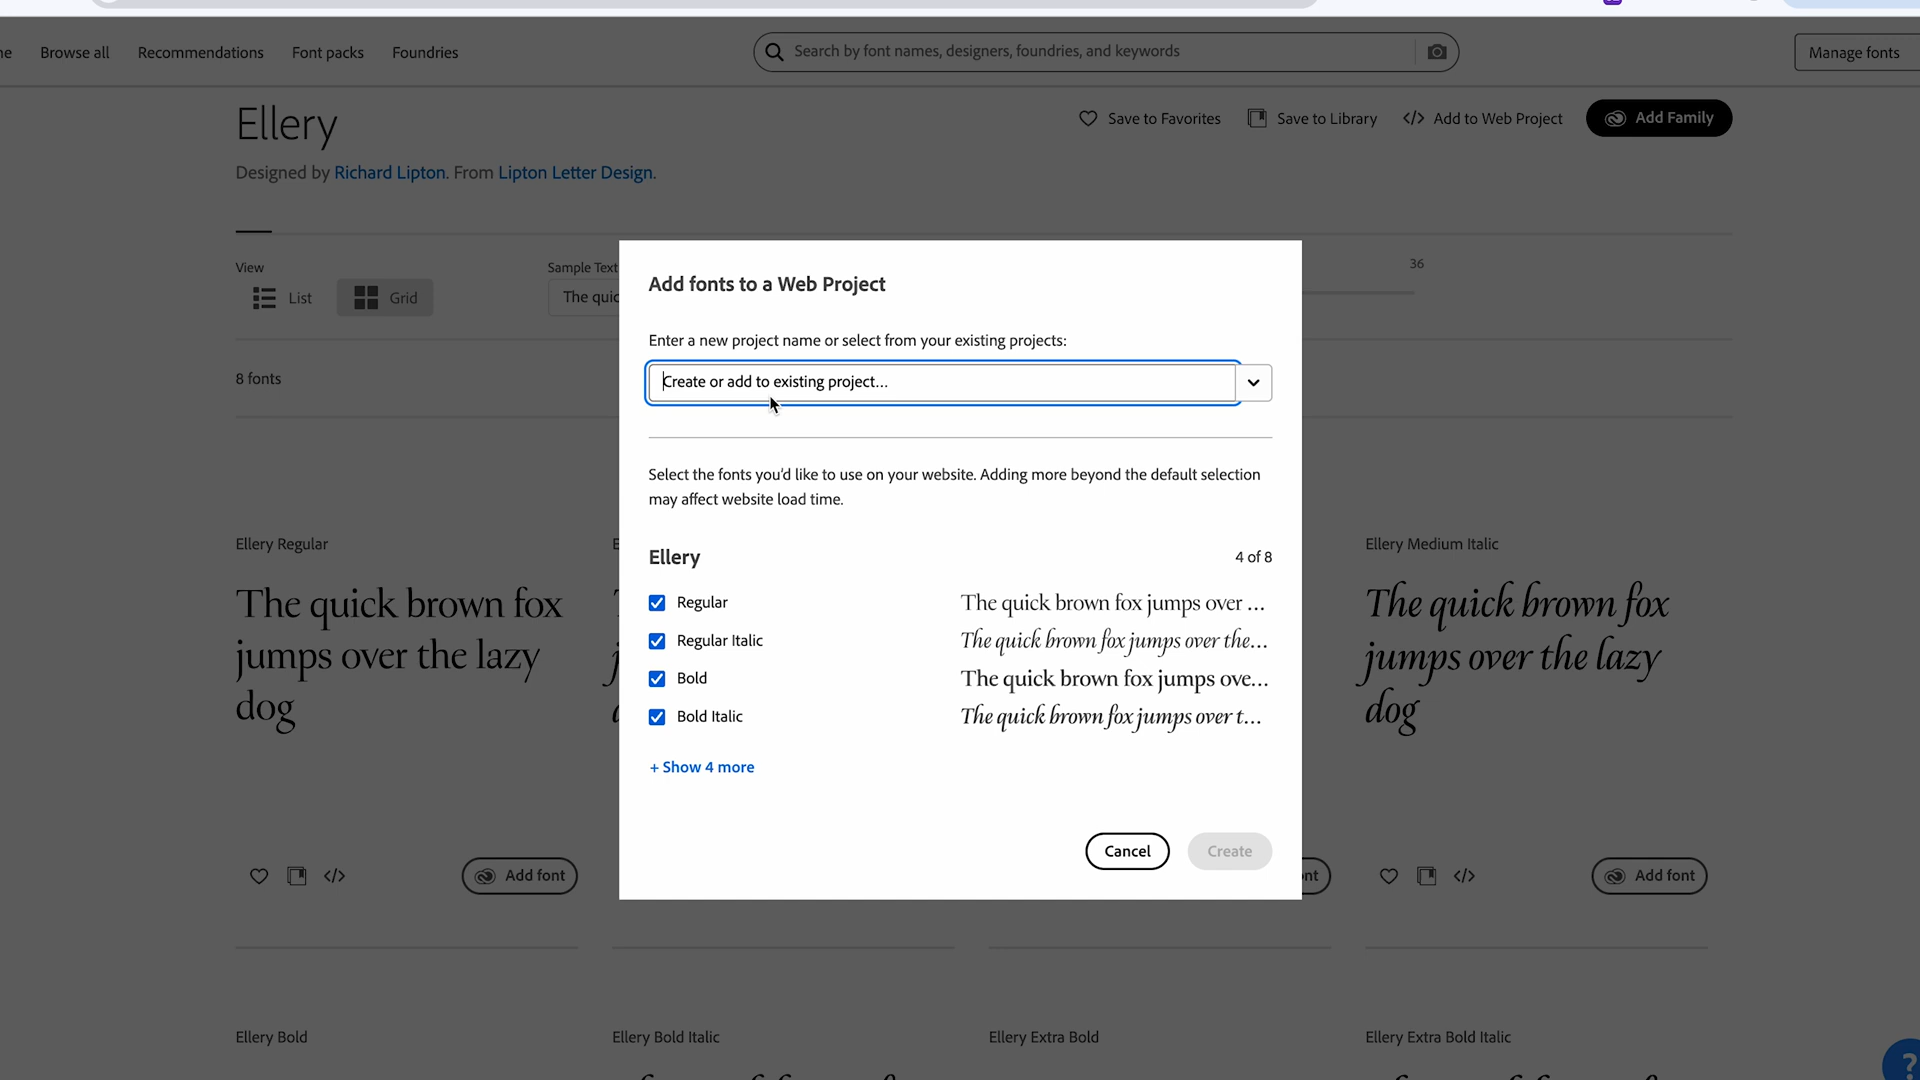 Browse all
Recommendations
Font packs
Foundries
Search by font names, designers, foundries, and keywords
Manage fonts
Ellery
Save to Favorites
Save to Library
</> Add to Web Project
Add Family
Designed by Richard Lipton. From Lipton Letter Design.
View
List
Grid
Sample Text
The quic
36
8 fonts
Add fonts to a Web Project
Enter a new project name or select from your existing projects:
Create or add to existing project...
Select the fonts you'd like to use on your website. Adding more beyond the default selection
may affect website load time.
Ellery
4 of 8
Regular
The quick brown fox jumps over ...
Regular Italic
The quick brown fox jumps over the...
Bold
The quick brown fox jumps ove...
Bold Italic
The quick brown fox jumps over t...
+ Show 4 more
Cancel
Create
Ellery Regular
The quick brown fox
jumps over the lazy
dog
</>
Add font
Ellery Medium Italic
The quick brown fox
jumps over the lazy
dog
</>
Add font
Ellery Bold
Ellery Bold Italic
Ellery Extra Bold
Ellery Extra Bold Italic
?